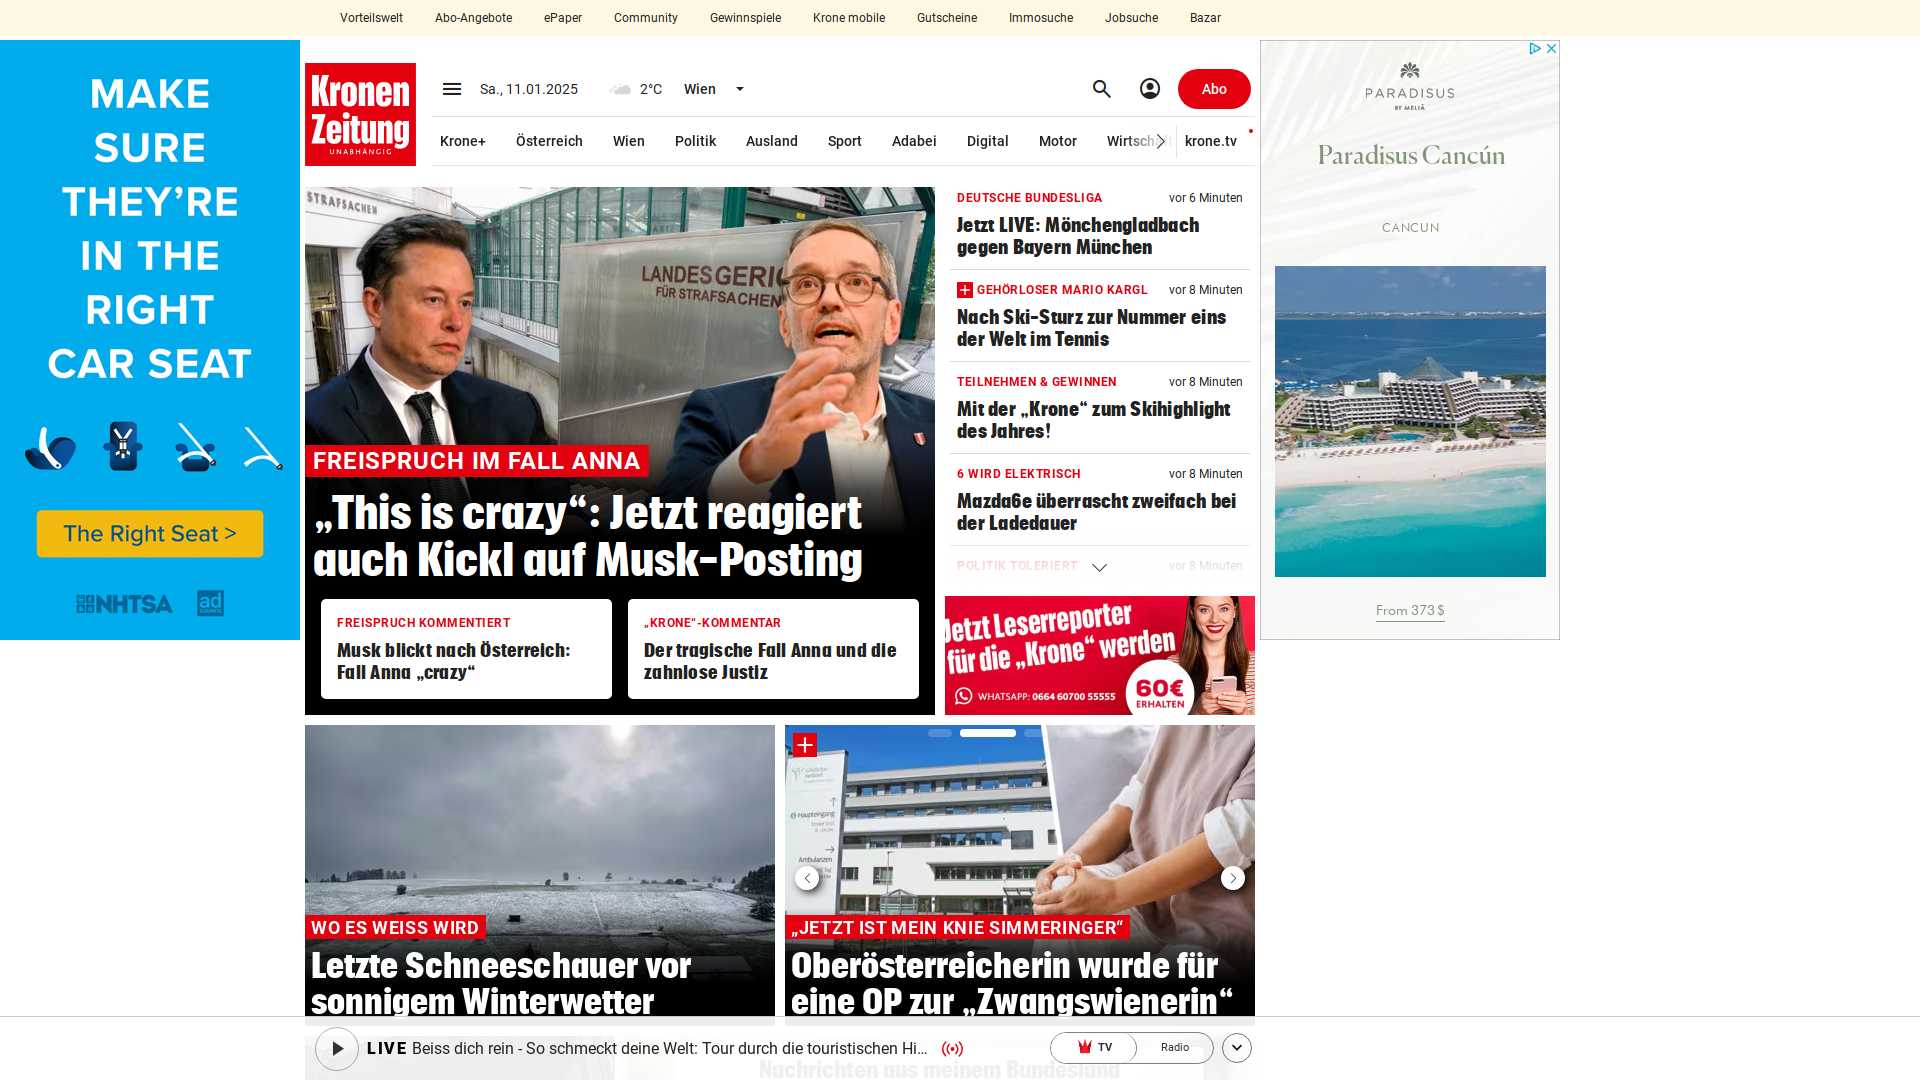 Vorteilswelt Abo-Angebote ePaper Community Gewinnspiele Krone mobile Gutscheine Immosuche Jobsuche Bazar
MAKE
SURE
THEY'RE
IN THE
RIGHT
CAR SEAT
The Right Seat >
NHTSA ad
Kronen
Zeitung
UNABHÄNGIG
Sa., 11.01.2025 2°C Wien
Abo
Krone+ Österreich Wien Politik Ausland Sport Adabei Digital Motor Wirtschaft krone.tv
STRAFSACHEN
LANDESGERIC
FÜR STRAFSACHEN
FREISPRUCH IM FALL ANNA
„This is crazy“: Jetzt reagiert
auch Kickl auf Musk-Posting
FREISPRUCH KOMMENTIERT
Musk blickt nach Österreich:
Fall Anna „crazy“
„KRONE“-KOMMENTAR
Der tragische Fall Anna und die
zahnlose Justiz
DEUTSCHE BUNDESLIGA vor 6 Minuten
Jetzt LIVE: Mönchengladbach
gegen Bayern München
GEHÖRLOSER MARIO KARGL vor 8 Minuten
Nach Ski-Sturz zur Nummer eins
der Welt im Tennis
TEILNEHMEN & GEWINNEN vor 8 Minuten
Mit der „Krone“ zum Skihighlight
des Jahres!
6 WIRD ELEKTRISCH vor 8 Minuten
Mazda6e überrascht zweifach bei
der Ladedauer
POLITIK TOLERIERT vor 8 Minuten
Jetzt Leserreporter
für die „Krone“ werden
WHATSAPP: 0664 60700 55555
60€
ERHALTEN
PARADISUS
BY MELIÁ
Paradisus Cancún
CANCUN
From 373 $
WO ES WEISS WIRD
Letzte Schneeschauer vor
sonnigem Winterwetter
Haupteingang
Ambulanzen
„JETZT IST MEIN KNIE SIMMERINGER“
Oberösterreicherin wurde für
eine OP zur „Zwangswienerin“
LIVE Beiss dich rein - So schmeckt deine Welt: Tour durch die touristischen Hi...
TV Radio
Nachrichten aus meinem Bundesland